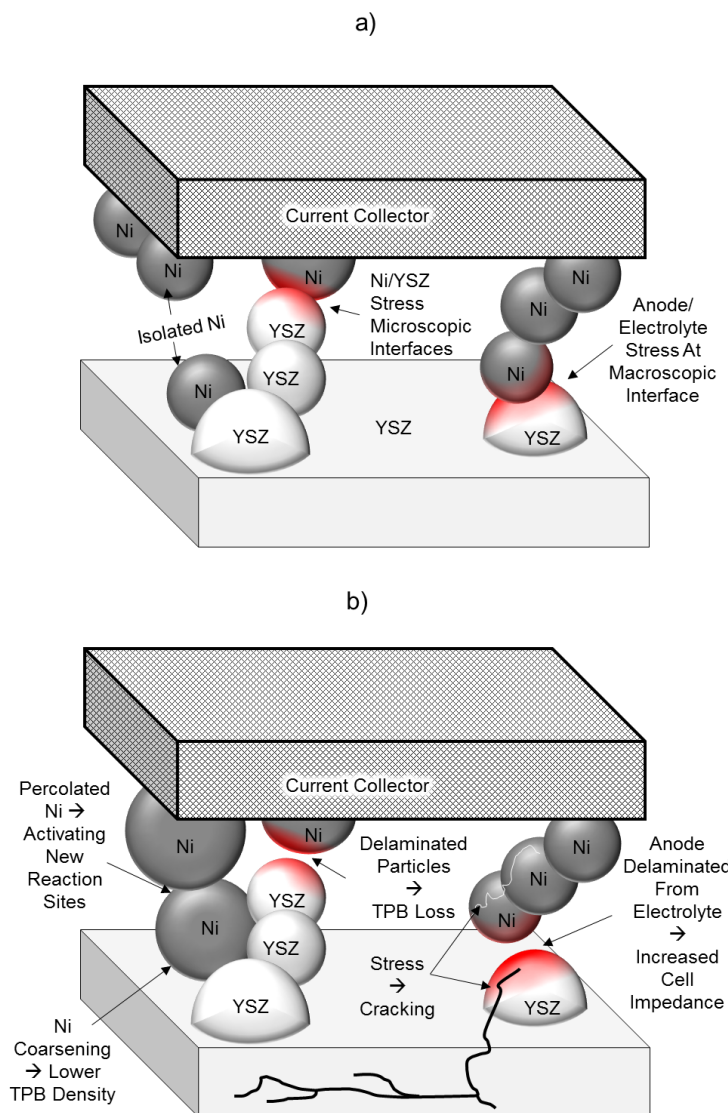 a)
Current Collector
Ni
Ni
Ni
Ni
Ni
Isolated Ni
Ni/YSZ
Stress
Microscopic
Interfaces
Anode/
Electrolyte
Stress At
Macroscopic
Interface
YSZ
YSZ
Ni
Ni
YSZ
YSZ
YSZ
b)
Current Collector
Percolated
Ni →
Activating
New
Reaction
Sites
Ni
Ni
Ni
Ni
Delaminated
Particles
→
TPB Loss
Anode
Delaminated
From
Electrolyte
→
Increased
Cell
Impedance
YSZ
Ni
Ni
YSZ
Stress
→
Cracking
YSZ
YSZ
Ni
Coarsening
→ Lower
TPB Density